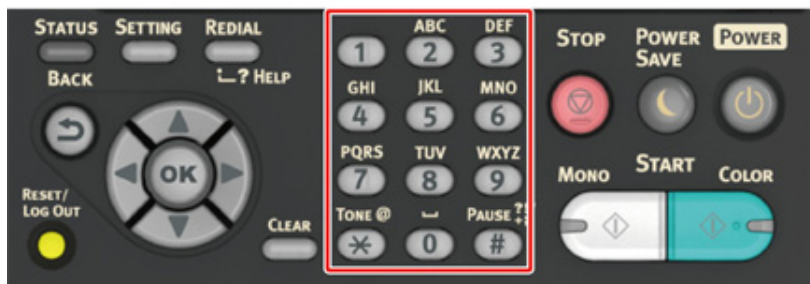 STATUS SETTING REDIAL
? HELP
BACK
OK
RESET/
LOG OUT
CLEAR
ABC DEF
1 2 3
GHI JKL MNO
4 5 6
PQRS TUV WXYZ
7 8 9
TONE @ ⎵ PAUSE
* 0 #
STOP POWER
SAVE
POWER
START
MONO COLOR